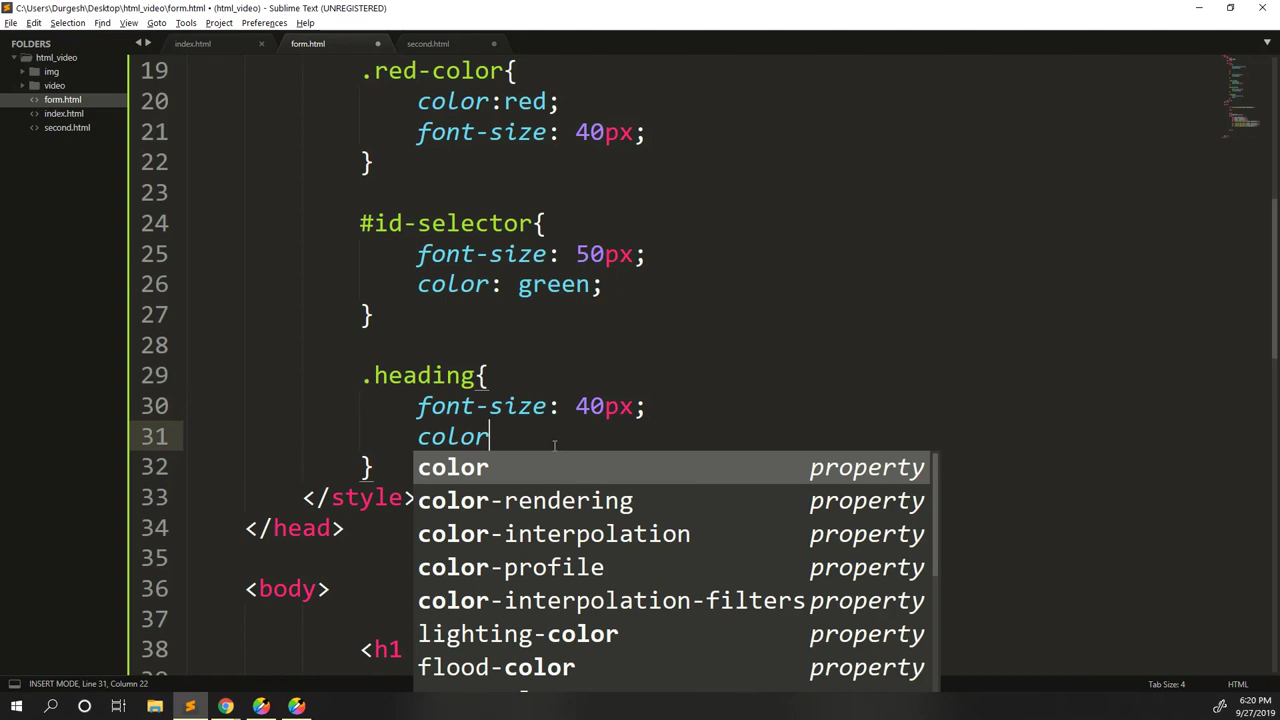 C:\Users\Durgesh\Desktop\html_video\form.html • (html_video) - Sublime Text (UNREGISTERED)
File Edit Selection Find View Goto Tools Project Preferences Help
FOLDERS
html_video
img
video
form.html
index.html
second.html
index.html form.html second.html
19 .red-color{
20 color:red;
21 font-size: 40px;
22 }
23
24 #id-selector{
25 font-size: 50px;
26 color: green;
27 }
28
29 .heading{
30 font-size: 40px;
31 color
32 }
33 </style>
34 </head>
35
36 <body>
37
38 <h1
color property
color-rendering property
color-interpolation property
color-profile property
color-interpolation-filters property
lighting-color property
flood-color property
INSERT MODE, Line 31, Column 22
Tab Size: 4 HTML
6:20 PM
9/27/2019